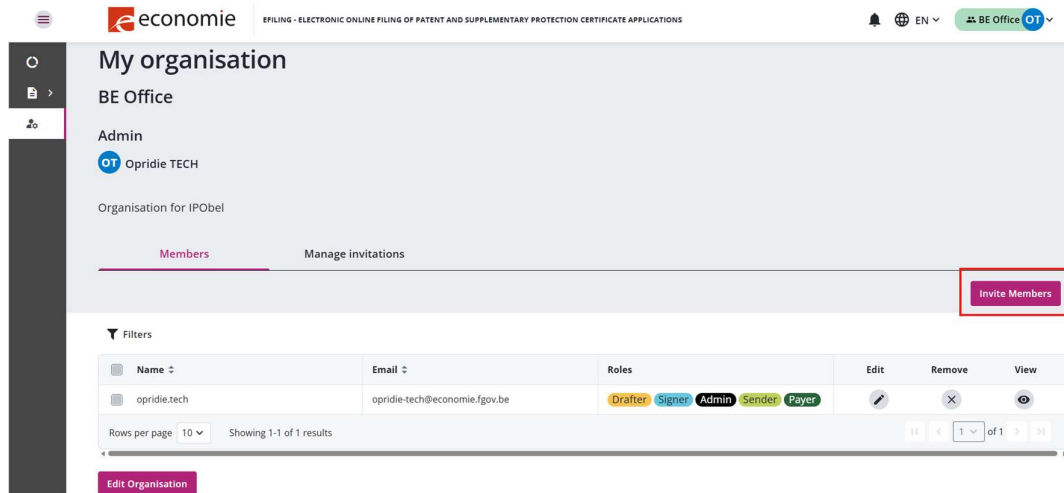 economie
EFILING - ELECTRONIC ONLINE FILING OF PATENT AND SUPPLEMENTARY PROTECTION CERTIFICATE APPLICATIONS
EN
BE Office OT
My organisation
BE Office
Admin
OT Opridie TECH
Organisation for IPObel
Members Manage invitations
Invite Members
Filters
Name Email Roles Edit Remove View
opridie.tech opridie-tech@economie.fgov.be Drafter Signer Admin Sender Payer
Rows per page 10 Showing 1-1 of 1 results 1 of 1
Edit Organisation